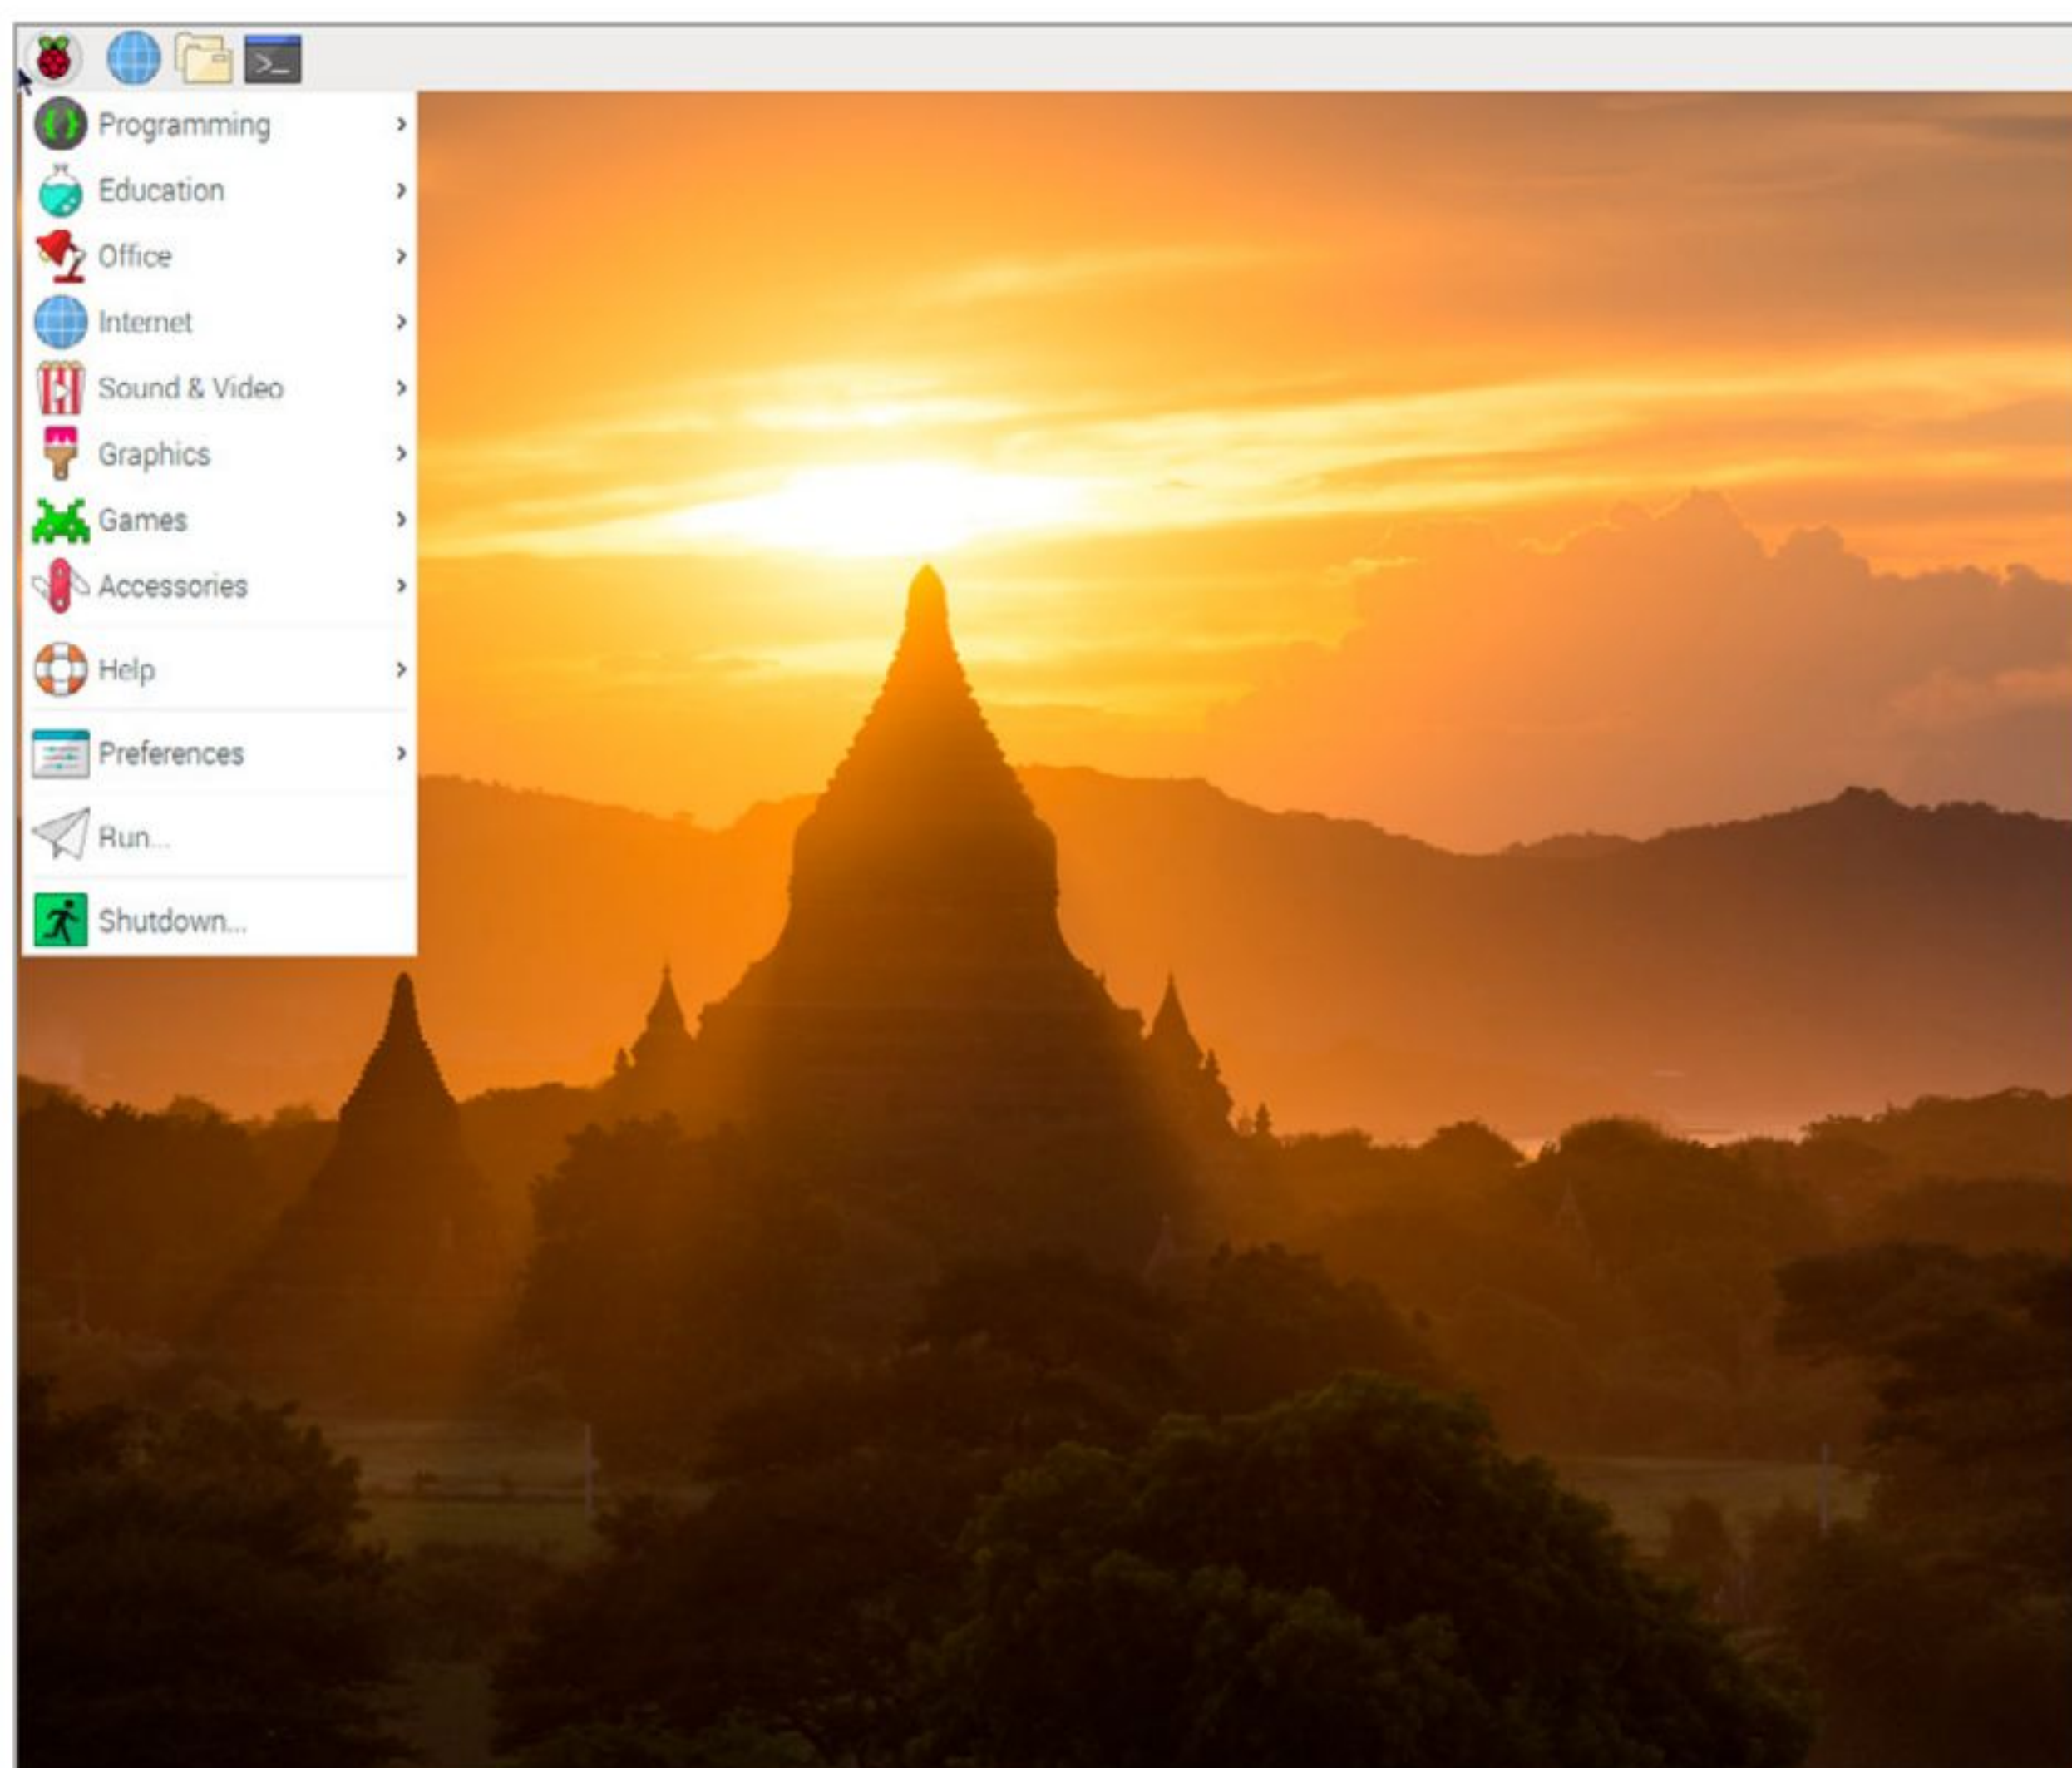 Programming
Education
Office
Internet
Sound & Video
Graphics
Games
Accessories
Help
Preferences
Run...
Shutdown...